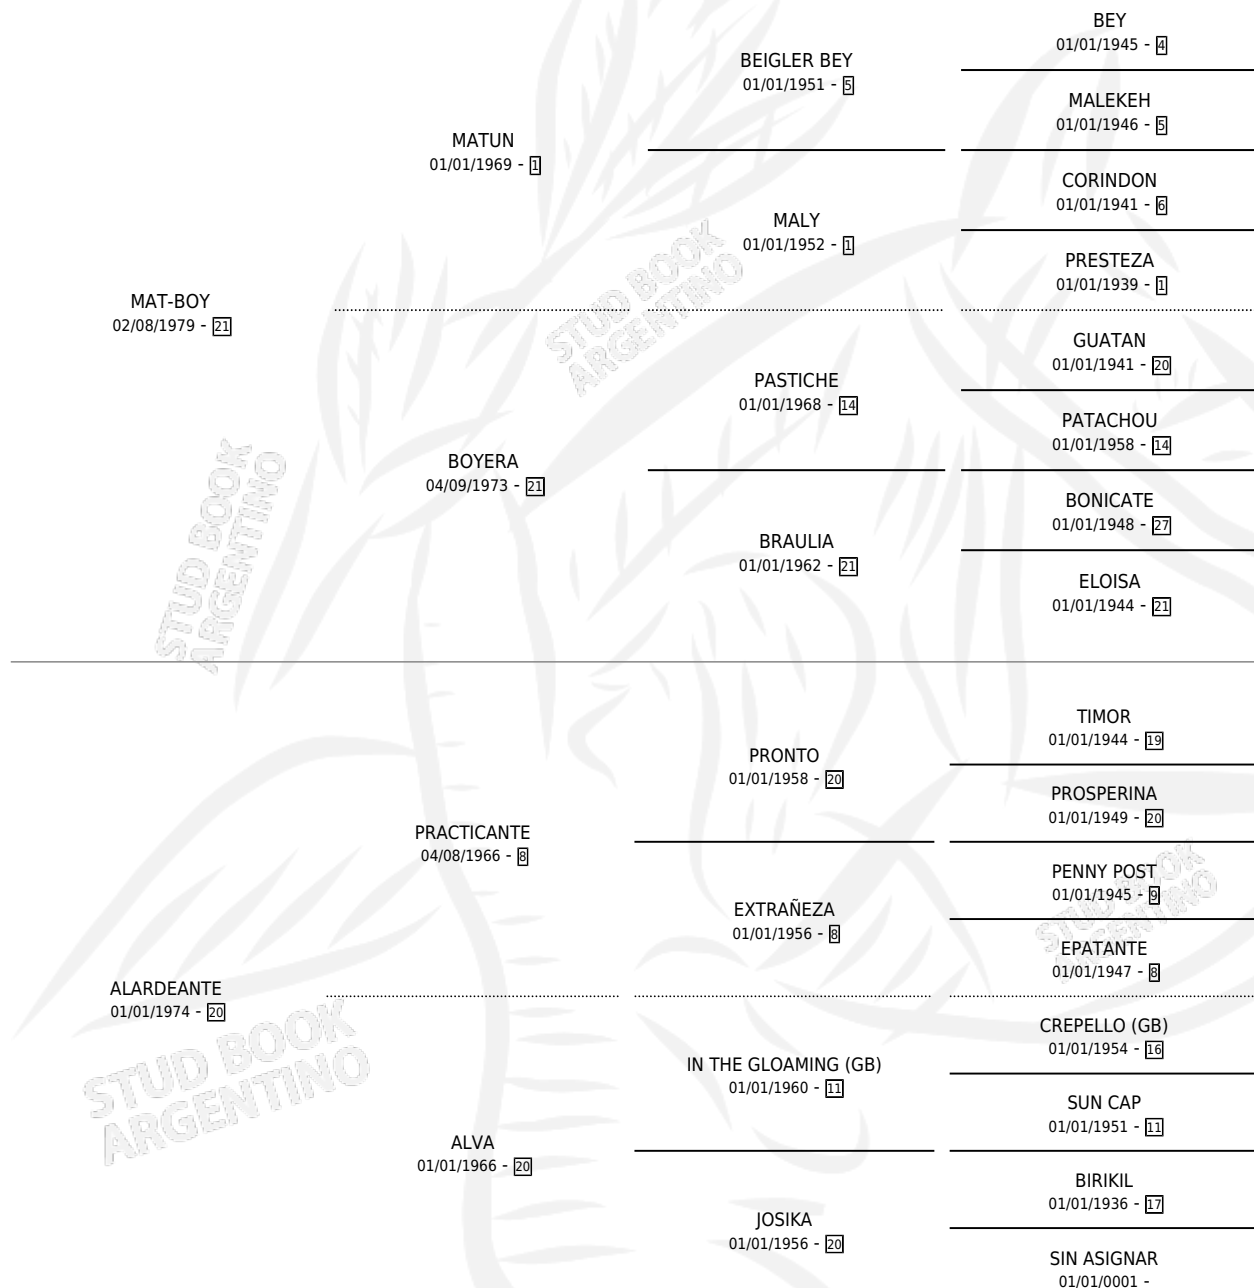 BEY
01/01/1945 - 4
BEIGLER BEY
01/01/1951 - 5
MALEKEH
01/01/1946 - 5
MATUN
01/01/1969 - 1
CORINDON
01/01/1941 - 6
MALY
01/01/1952 - 1
PRESTEZA
01/01/1939 - 1
MAT-BOY
02/08/1979 - 21
STUD BOOK
ARGENTINO
GUATAN
01/01/1941 - 20
PASTICHE
01/01/1968 - 14
PATACHOU
01/01/1958 - 14
BOYERA
04/09/1973 - 21
BONICATE
01/01/1948 - 27
BRAULIA
01/01/1962 - 21
ELOISA
01/01/1944 - 21
STUD BOOK
ARGENTINO
TIMOR
01/01/1944 - 19
PRONTO
01/01/1958 - 20
PROSPERINA
01/01/1949 - 20
PRACTICANTE
04/08/1966 - 8
PENNY POST
01/01/1945 - 9
EXTRAÑEZA
01/01/1956 - 8
EPATANTE
01/01/1947 - 8
STUD BOOK
ARGENTINO
ALARDEANTE
01/01/1974 - 20
CREPELLO (GB)
01/01/1954 - 16
IN THE GLOAMING (GB)
01/01/1960 - 11
SUN CAP
01/01/1951 - 11
STUD BOOK
ARGENTINO
ALVA
01/01/1966 - 20
BIRIKIL
01/01/1936 - 17
JOSIKA
01/01/1956 - 20
SIN ASIGNAR
01/01/0001 -